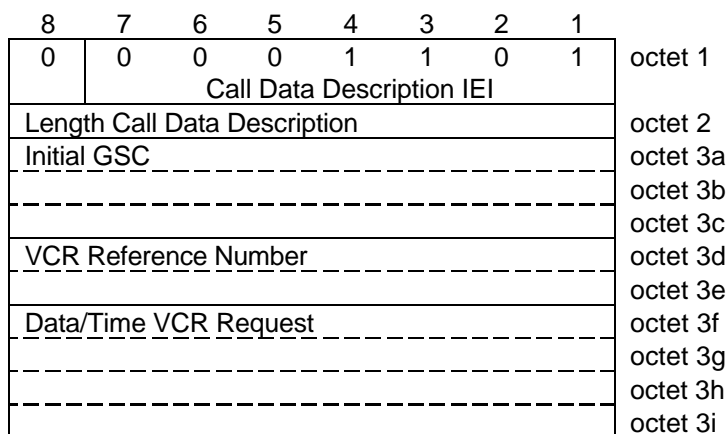 8 7 6 5 4 3 2 1
0 0 0 0 1 1 0 1 octet 1
Call Data Description IEI
Length Call Data Description octet 2
Initial GSC octet 3a
octet 3b
octet 3c
VCR Reference Number octet 3d
octet 3e
Data/Time VCR Request octet 3f
octet 3g
octet 3h
octet 3i